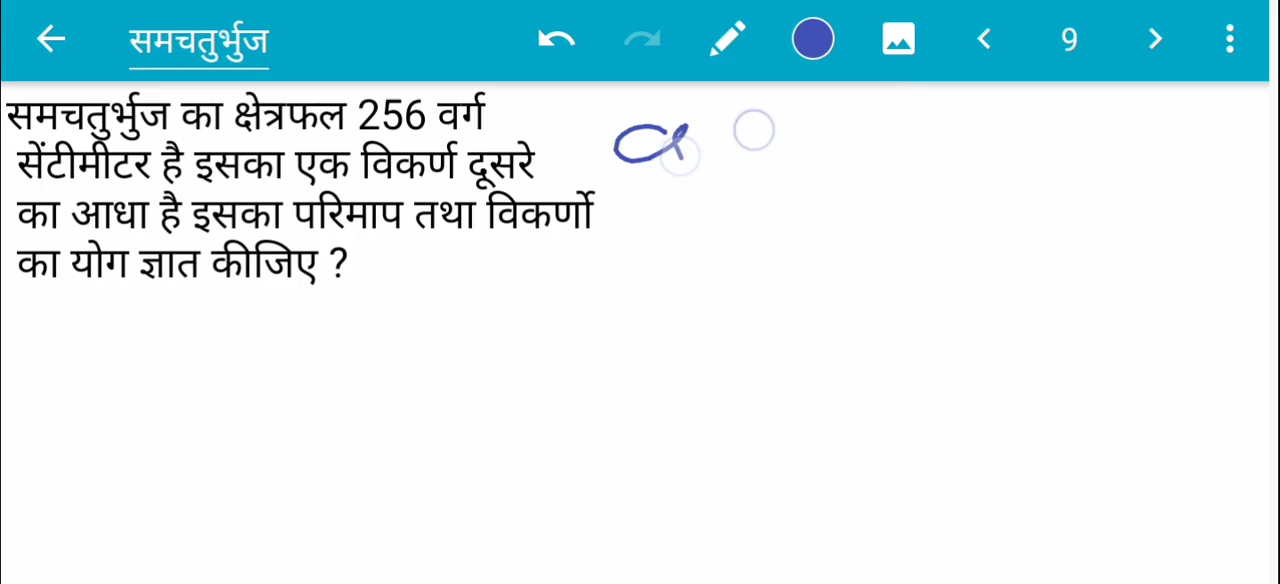 समचतुर्भुज
9
समचतुर्भुज का क्षेत्रफल 256 वर्ग
सेंटीमीटर है इसका एक विकर्ण दूसरे
का आधा है इसका परिमाप तथा विकर्णो
का योग ज्ञात कीजिए ?